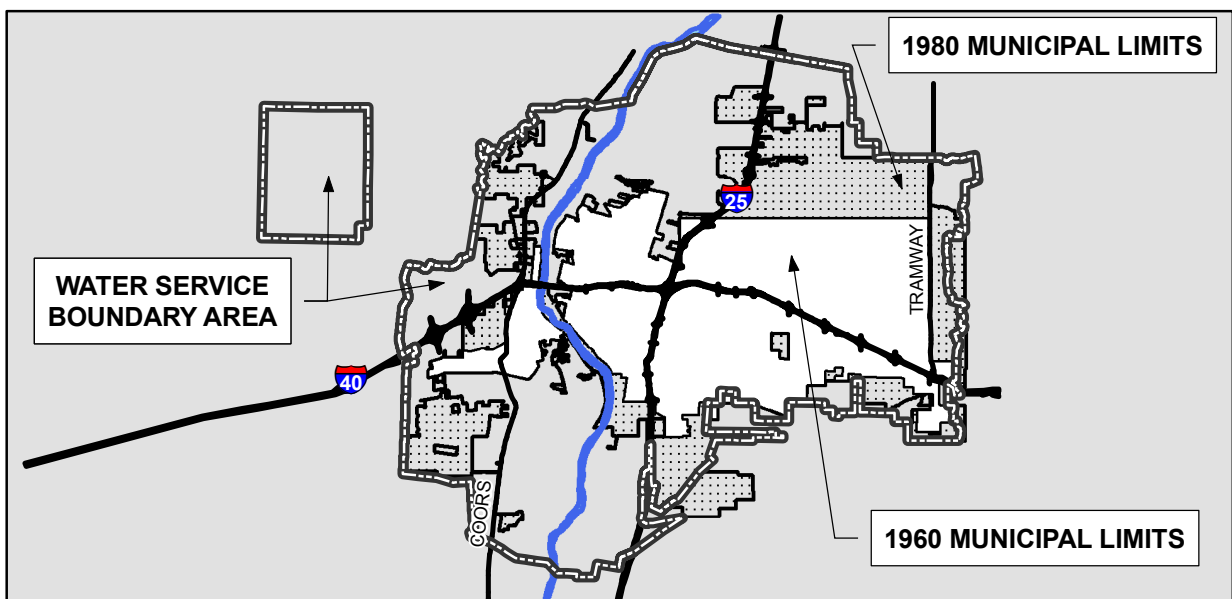 1980 MUNICIPAL LIMITS
25
TRAMWAY
WATER SERVICE
BOUNDARY AREA
40
COORS
1960 MUNICIPAL LIMITS